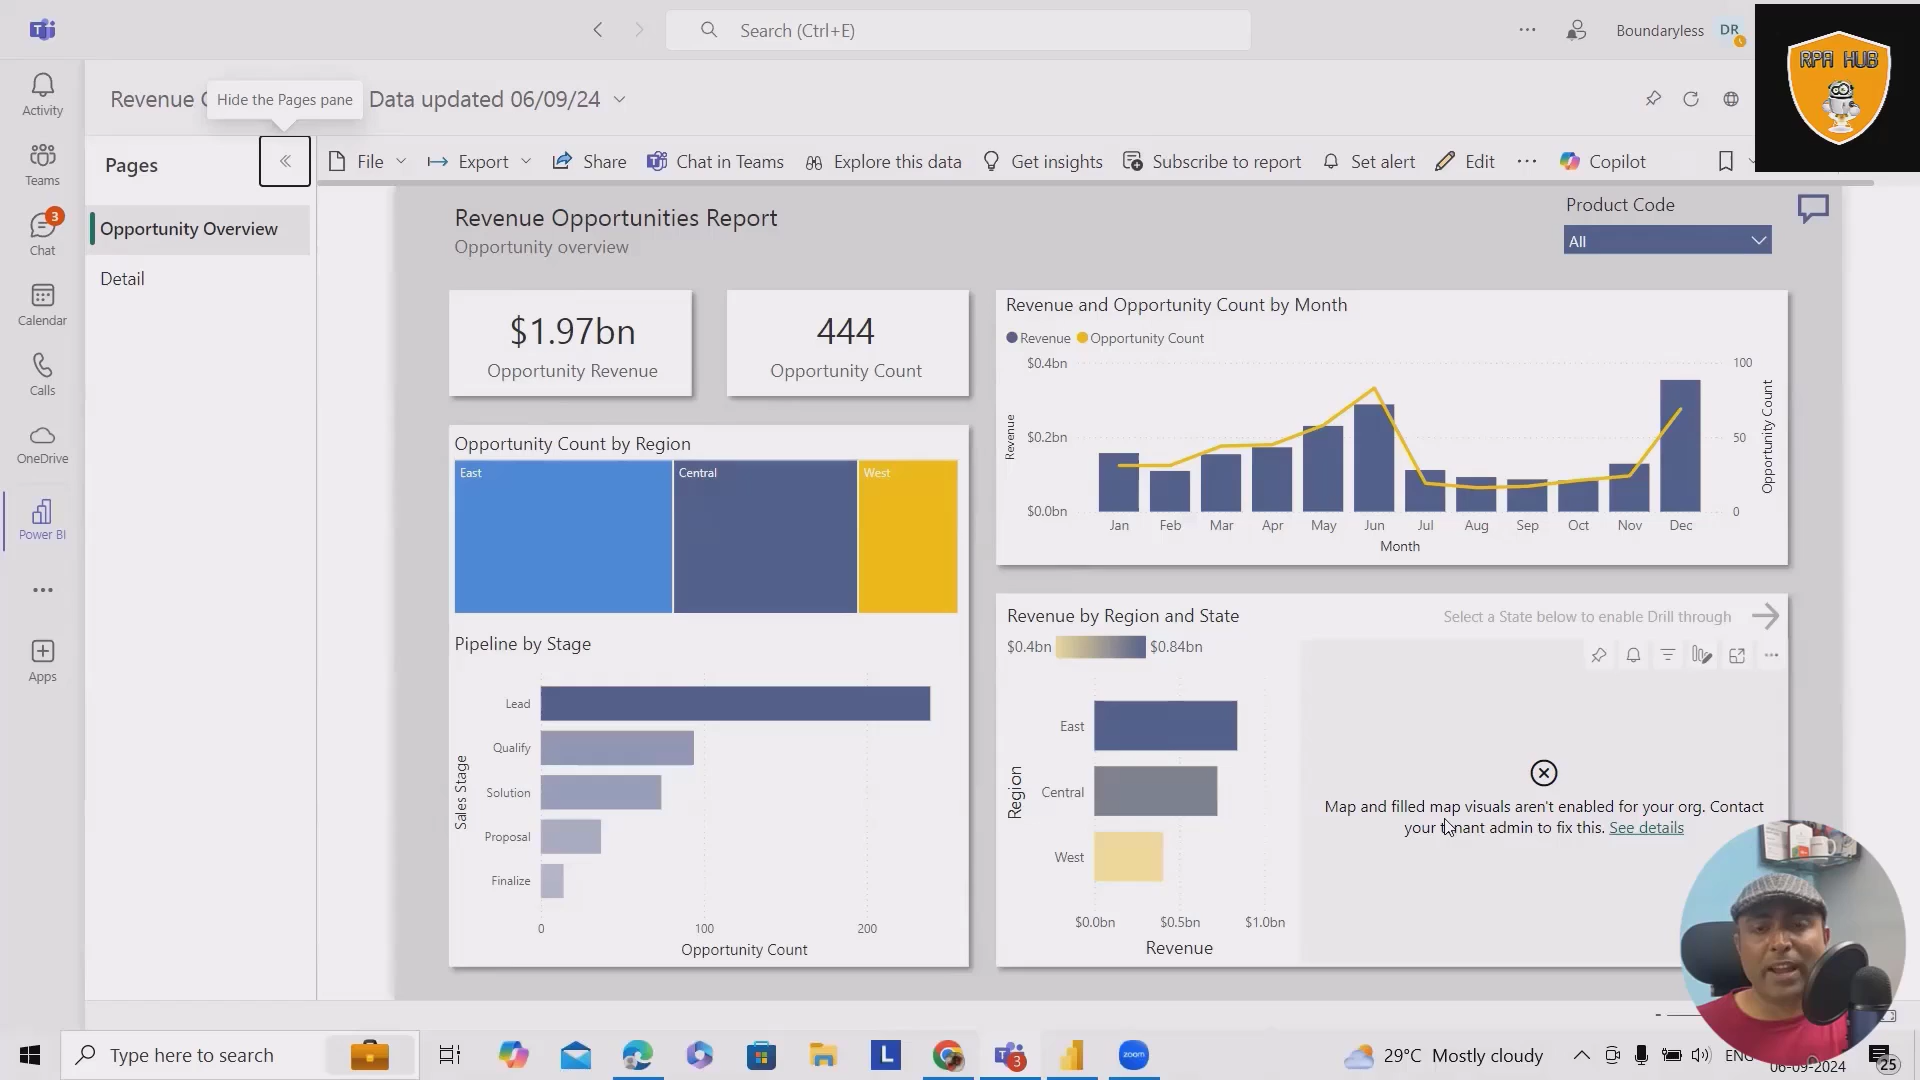 Search (Ctrl+E)
Boundaryless
DR
RPA HUB
Activity
Teams
3
Chat
Calendar
Calls
OneDrive
Power BI
Apps
Hide the Pages pane
Data updated 06/09/24
Pages
Opportunity Overview
Detail
File
Export
Share
Chat in Teams
Explore this data
Get insights
Subscribe to report
Set alert
Edit
Copilot
Revenue Opportunities Report
Opportunity overview
Product Code
All
$1.97bn
Opportunity Revenue
444
Opportunity Count
Opportunity Count by Region
East
Central
West
Pipeline by Stage
Sales Stage
Lead
Qualify
Solution
Proposal
Finalize
0
100
200
Opportunity Count
Revenue and Opportunity Count by Month
Revenue
Opportunity Count
$0.4bn
$0.2bn
$0.0bn
Revenue
100
50
0
Opportunity Count
Jan
Feb
Mar
Apr
May
Jun
Jul
Aug
Sep
Oct
Nov
Dec
Month
Revenue by Region and State
$0.4bn
$0.84bn
Select a State below to enable Drill through
Region
East
Central
West
$0.0bn
$0.5bn
$1.0bn
Revenue
Map and filled map visuals aren't enabled for your org. Contact
your tenant admin to fix this. See details
Type here to search
L
3
zoom
29°C Mostly cloudy
06-09-2024
25